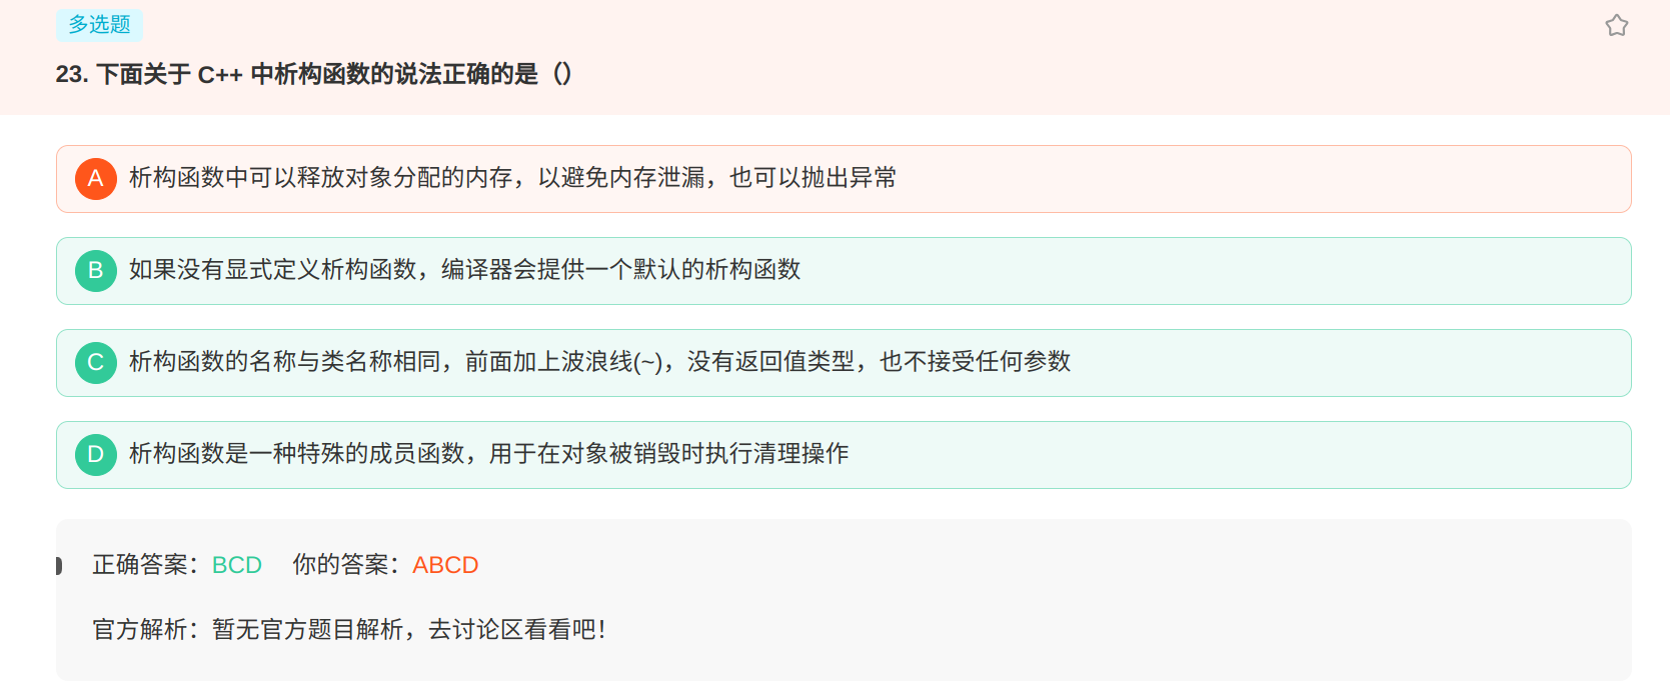 多选题
23. 下面关于 C++ 中析构函数的说法正确的是（）
A 析构函数中可以释放对象分配的内存，以避免内存泄漏，也可以抛出异常
B 如果没有显式定义析构函数，编译器会提供一个默认的析构函数
C 析构函数的名称与类名称相同，前面加上波浪线(~)，没有返回值类型，也不接受任何参数
D 析构函数是一种特殊的成员函数，用于在对象被销毁时执行清理操作
正确答案：BCD 你的答案：ABCD
官方解析：暂无官方题目解析，去讨论区看看吧！